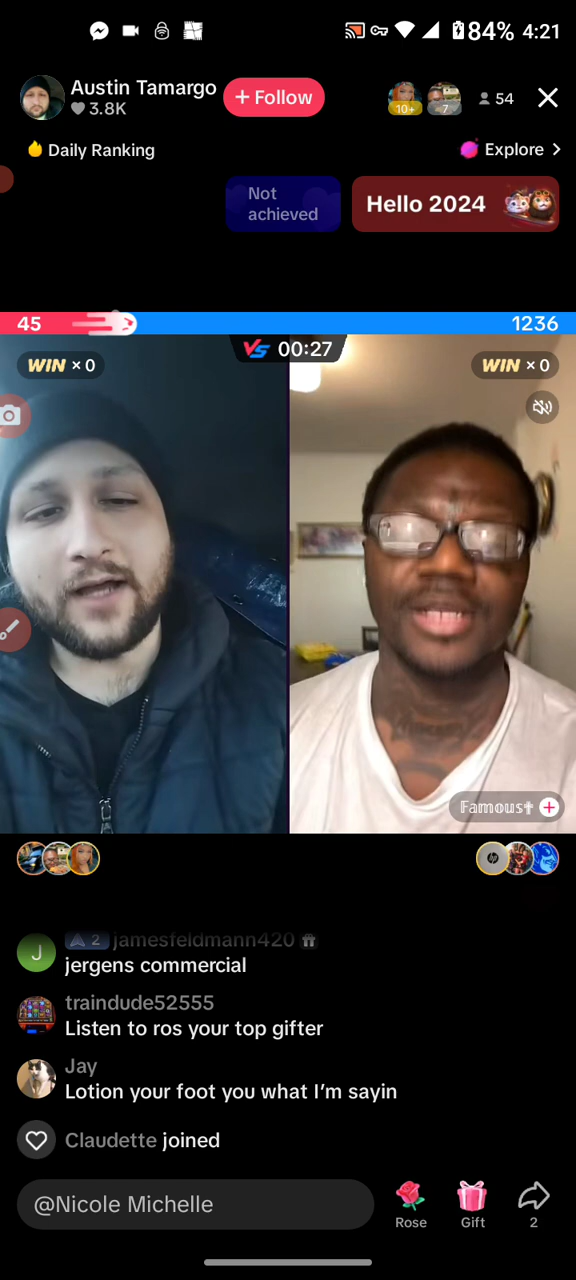 84% 4:21
Austin Tamargo
3.8K
+ Follow
10+
7
54
Daily Ranking
Explore >
Not
achieved
Hello 2024
45
1236
VS 00:27
WIN × 0
WIN × 0
𝔽𝕒𝕞𝕠𝕦𝕤✟
J
2 jamesfeldmann420
jergens commercial
traindude52555
Listen to ros your top gifter
Jay
Lotion your foot you what I'm sayin
Claudette joined
@Nicole Michelle
Rose
Gift
2